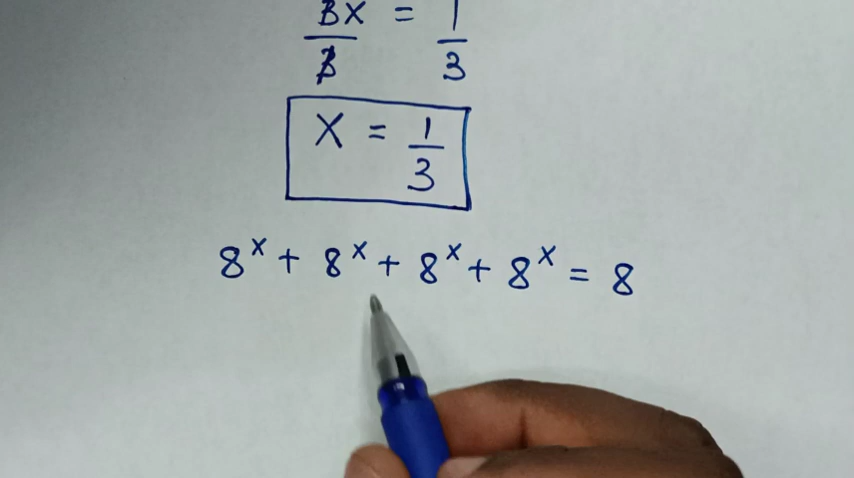 3x/3 = 1/3
x = 1/3
8^x + 8^x + 8^x + 8^x = 8